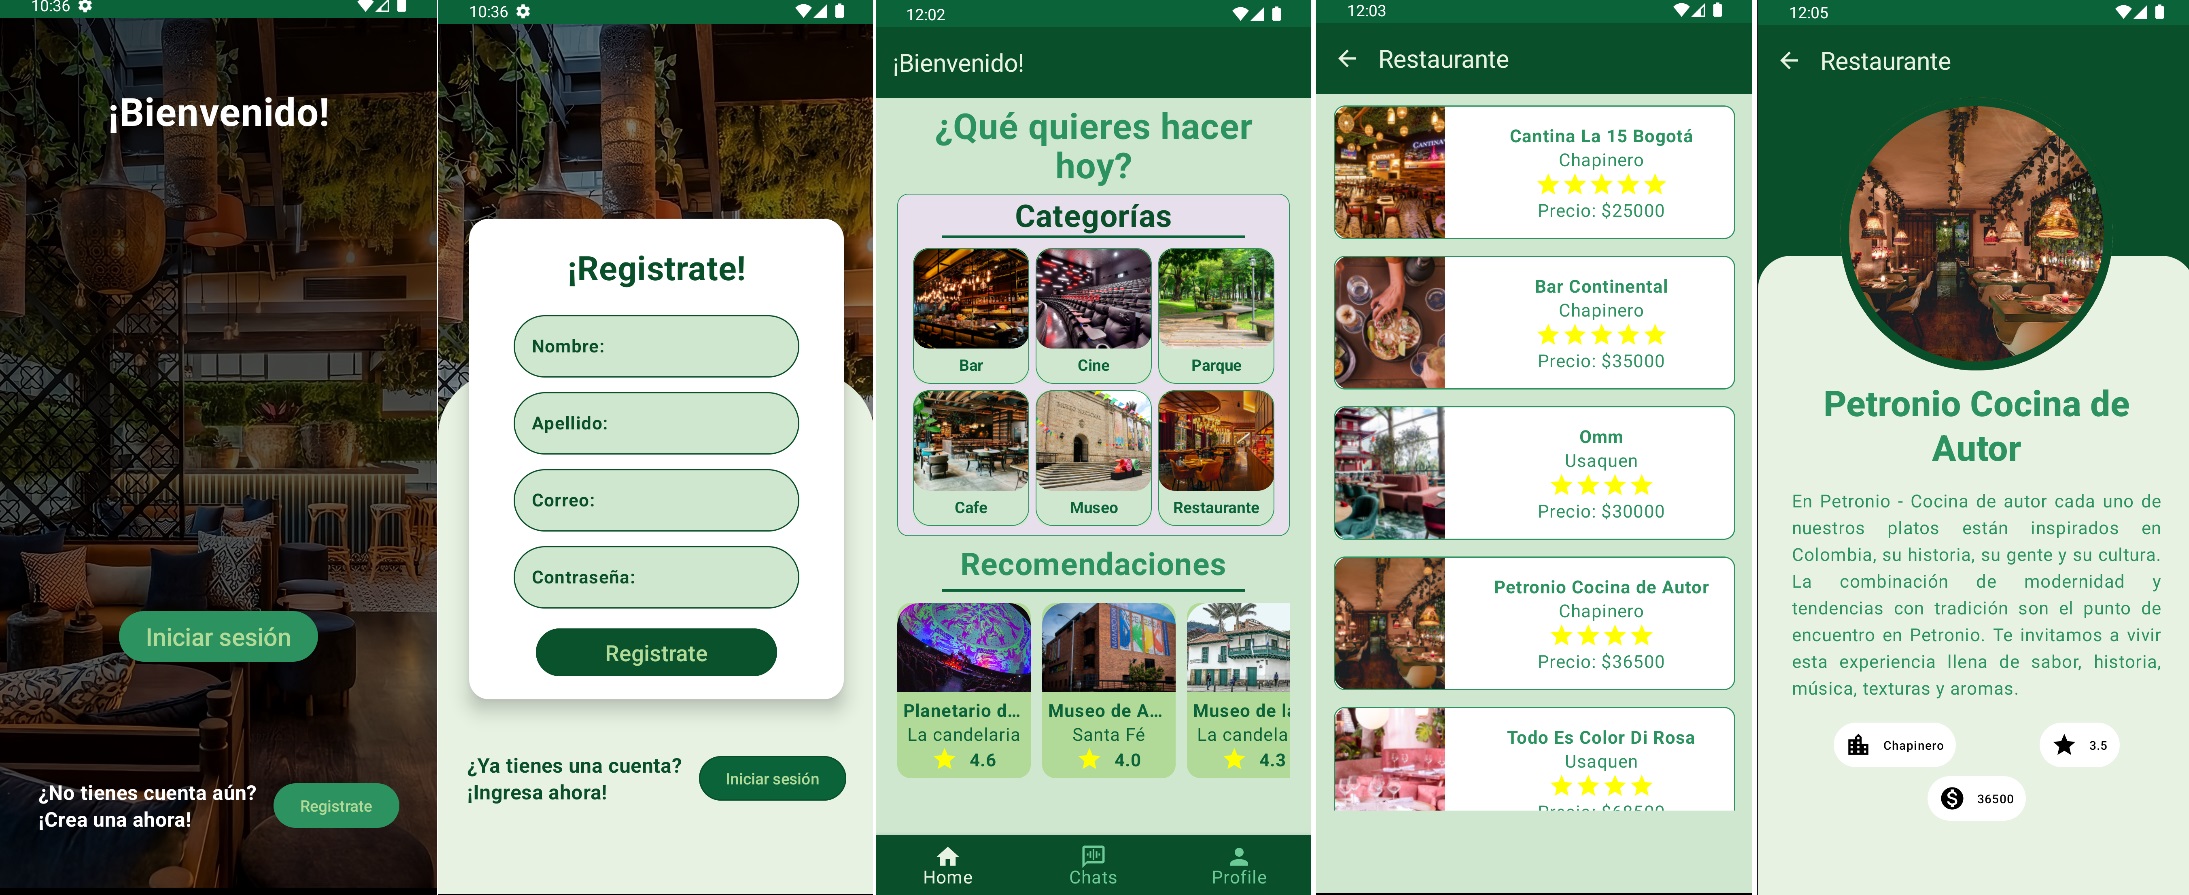 10:36
¡Bienvenido!
Iniciar sesión
¿No tienes cuenta aún?
¡Crea una ahora!
Registrate
10:36
¡Registrate!
Nombre:
Apellido:
Correo:
Contraseña:
Registrate
¿Ya tienes una cuenta?
¡Ingresa ahora!
Iniciar sesión
12:02
¡Bienvenido!
¿Qué quieres hacer
hoy?
Categorías
Bar
Cine
Parque
Cafe
Museo
Restaurante
Recomendaciones
Planetario d...
La candelaria
4.6
Museo de A...
Santa Fé
4.0
Museo de la
La candela
4.3
Home
Chats
Profile
12:03
Restaurante
Cantina La 15 Bogotá
Chapinero
Precio: $25000
Bar Continental
Chapinero
Precio: $35000
Omm
Usaquen
Precio: $30000
Petronio Cocina de Autor
Chapinero
Precio: $36500
Todo Es Color Di Rosa
Usaquen
Precio: $68500
12:05
Restaurante
Petronio Cocina de
Autor
En Petronio - Cocina de autor cada uno de
nuestros platos están inspirados en
Colombia, su historia, su gente y su cultura.
La combinación de modernidad y
tendencias con tradición son el punto de
encuentro en Petronio. Te invitamos a vivir
esta experiencia llena de sabor, historia,
música, texturas y aromas.
Chapinero
3.5
36500